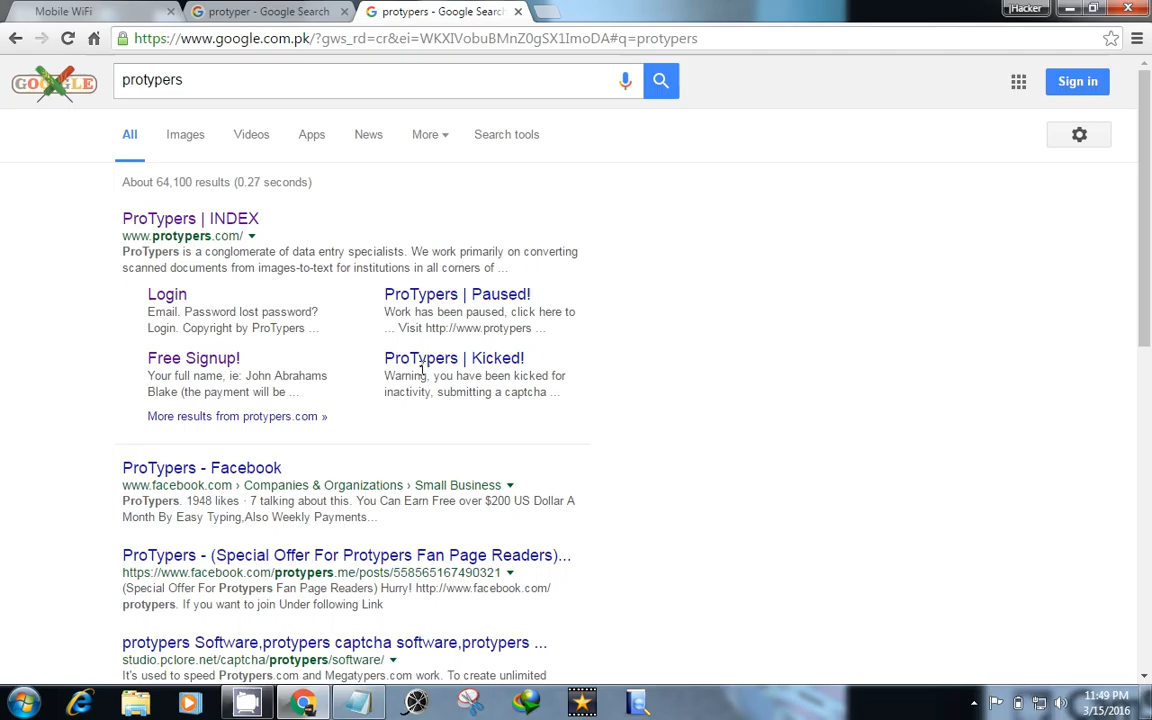 Mobile WiFi
protyper - Google Search
protypers - Google Search
jHacker
https://www.google.com.pk/?gws_rd=cr&ei=WKXIVobuBMnZ0gSX1ImoDA#q=protypers
GOOGLE
protypers
Sign in
All
Images
Videos
Apps
News
More
Search tools
About 64,100 results (0.27 seconds)
ProTypers | INDEX
www.protypers.com/
ProTypers is a conglomerate of data entry specialists. We work primarily on converting
scanned documents from images-to-text for institutions in all corners of ...
Login
Email. Password lost password?
Login. Copyright by ProTypers ...
ProTypers | Paused!
Work has been paused, click here to
... Visit http://www.protypers ...
Free Signup!
Your full name, ie: John Abrahams
Blake (the payment will be ...
ProTypers | Kicked!
Warning, you have been kicked for
inactivity, submitting a captcha ...
More results from protypers.com »
ProTypers - Facebook
www.facebook.com › Companies & Organizations › Small Business
ProTypers. 1948 likes · 7 talking about this. You Can Earn Free over $200 US Dollar A
Month By Easy Typing,Also Weekly Payments...
ProTypers - (Special Offer For Protypers Fan Page Readers)...
https://www.facebook.com/protypers.me/posts/558565167490321
(Special Offer For Protypers Fan Page Readers) Hurry! http://www.facebook.com/
protypers. If you want to join Under following Link
protypers Software,protypers captcha software,protypers ...
studio.pclore.net/captcha/protypers/software/
It's used to speed Protypers.com and Megatypers.com work. To create unlimited
11:49 PM
3/15/2016